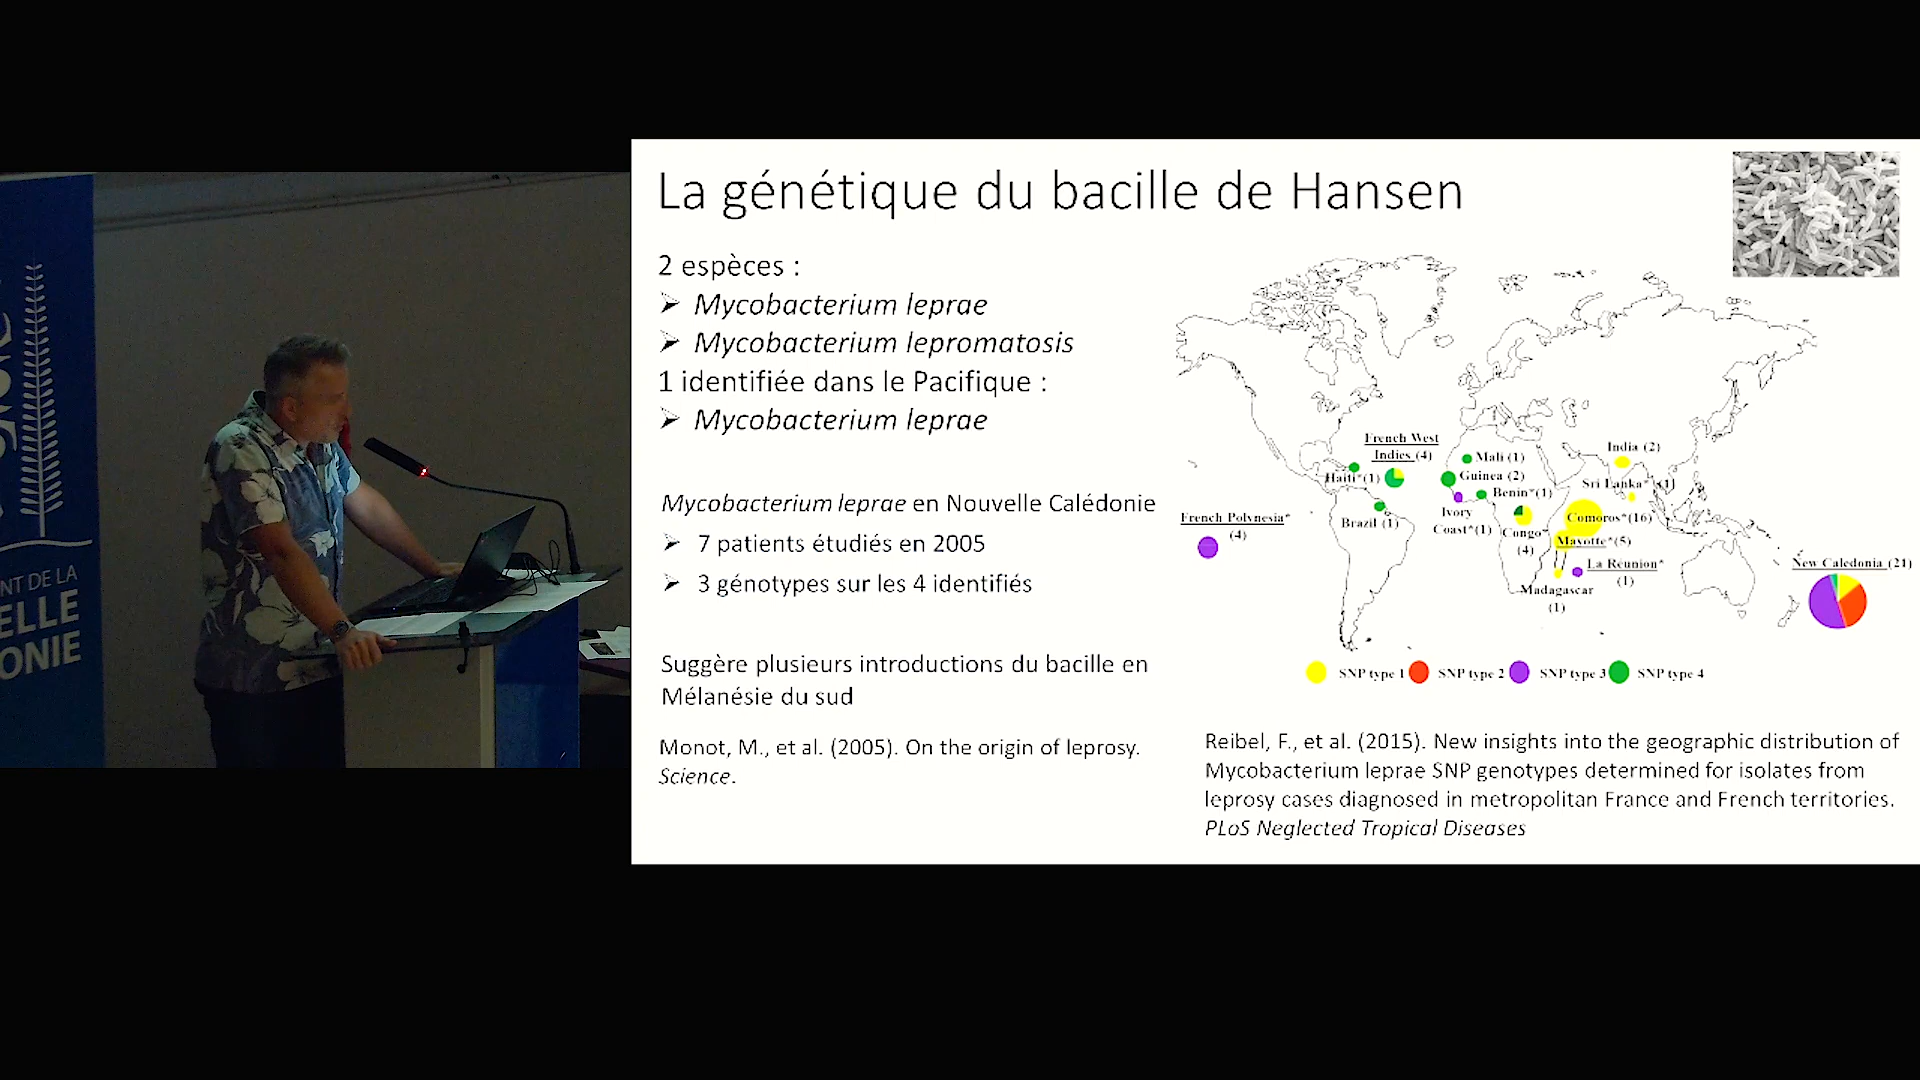 NT DE LA
ELLE
ONIE
La génétique du bacille de Hansen
2 espèces :
Mycobacterium leprae
Mycobacterium lepromatosis
1 identifiée dans le Pacifique :
Mycobacterium leprae
Mycobacterium leprae en Nouvelle Calédonie
7 patients étudiés en 2005
3 génotypes sur les 4 identifiés
Suggère plusieurs introductions du bacille en
Mélanésie du sud
Monot, M., et al. (2005). On the origin of leprosy.
Science.
French West
Indies (4)
Haiti*(1)
Brazil (1)
French Polynesia*
(4)
Mali (1)
Guinea (2)
Benin*(1)
Ivory
Coast*(1)
Congo*
(4)
India (2)
Sri Lanka* (1)
Comoros*(16)
Mayotte*(5)
La Réunion*
(1)
Madagascar
(1)
New Caledonia (21)
SNP type 1
SNP type 2
SNP type 3
SNP type 4
Reibel, F., et al. (2015). New insights into the geographic distribution of
Mycobacterium leprae SNP genotypes determined for isolates from
leprosy cases diagnosed in metropolitan France and French territories.
PLoS Neglected Tropical Diseases